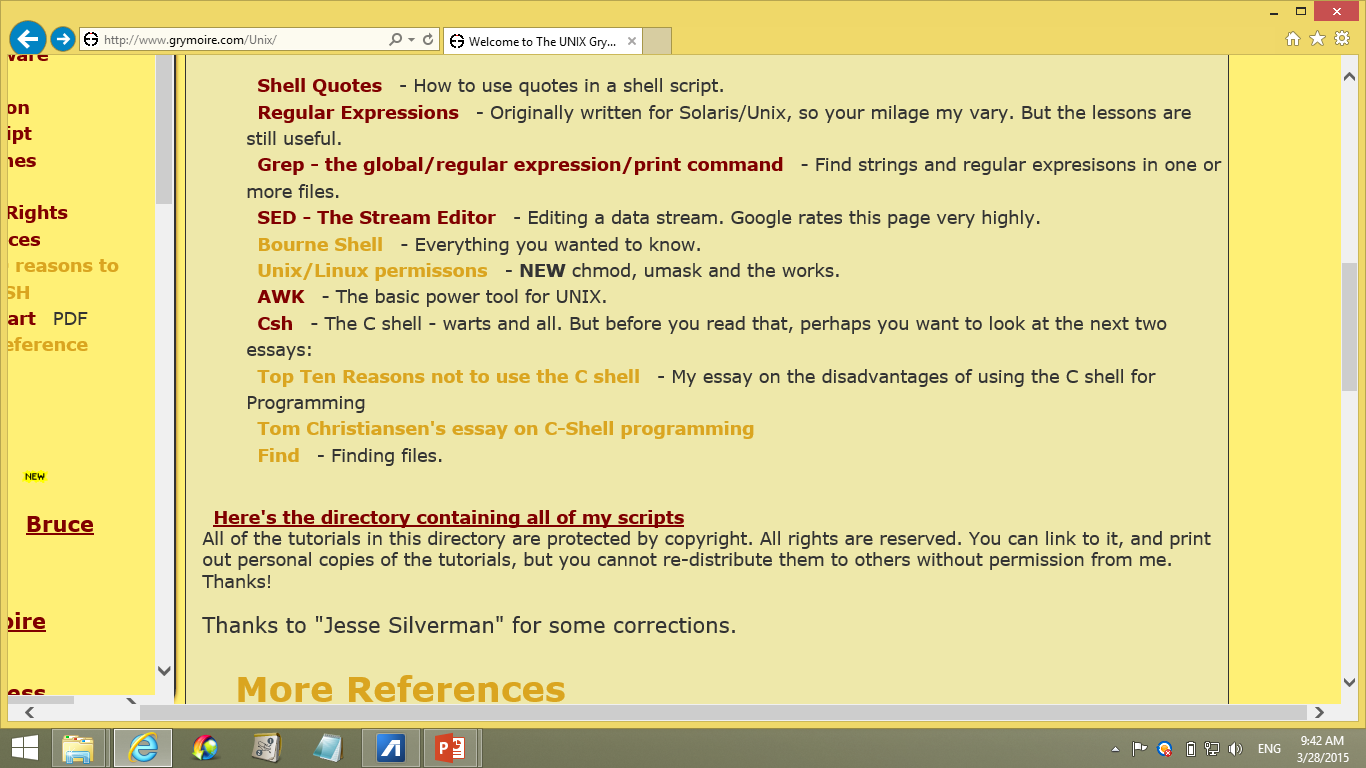 http://www.grymoire.com/Unix/
Welcome to The UNIX Gry...
ware
on
ipt
nes
Rights
ces
reasons to
SH
art PDF
eference
NEW
Bruce
oire
ess
Shell Quotes - How to use quotes in a shell script.
Regular Expressions - Originally written for Solaris/Unix, so your milage my vary. But the lessons are
still useful.
Grep - the global/regular expression/print command - Find strings and regular expresisons in one or
more files.
SED - The Stream Editor - Editing a data stream. Google rates this page very highly.
Bourne Shell - Everything you wanted to know.
Unix/Linux permissons - NEW chmod, umask and the works.
AWK - The basic power tool for UNIX.
Csh - The C shell - warts and all. But before you read that, perhaps you want to look at the next two
essays:
Top Ten Reasons not to use the C shell - My essay on the disadvantages of using the C shell for
Programming
Tom Christiansen's essay on C-Shell programming
Find - Finding files.
Here's the directory containing all of my scripts
All of the tutorials in this directory are protected by copyright. All rights are reserved. You can link to it, and print
out personal copies of the tutorials, but you cannot re-distribute them to others without permission from me.
Thanks!
Thanks to "Jesse Silverman" for some corrections.
More References
ENG
9:42 AM
3/28/2015